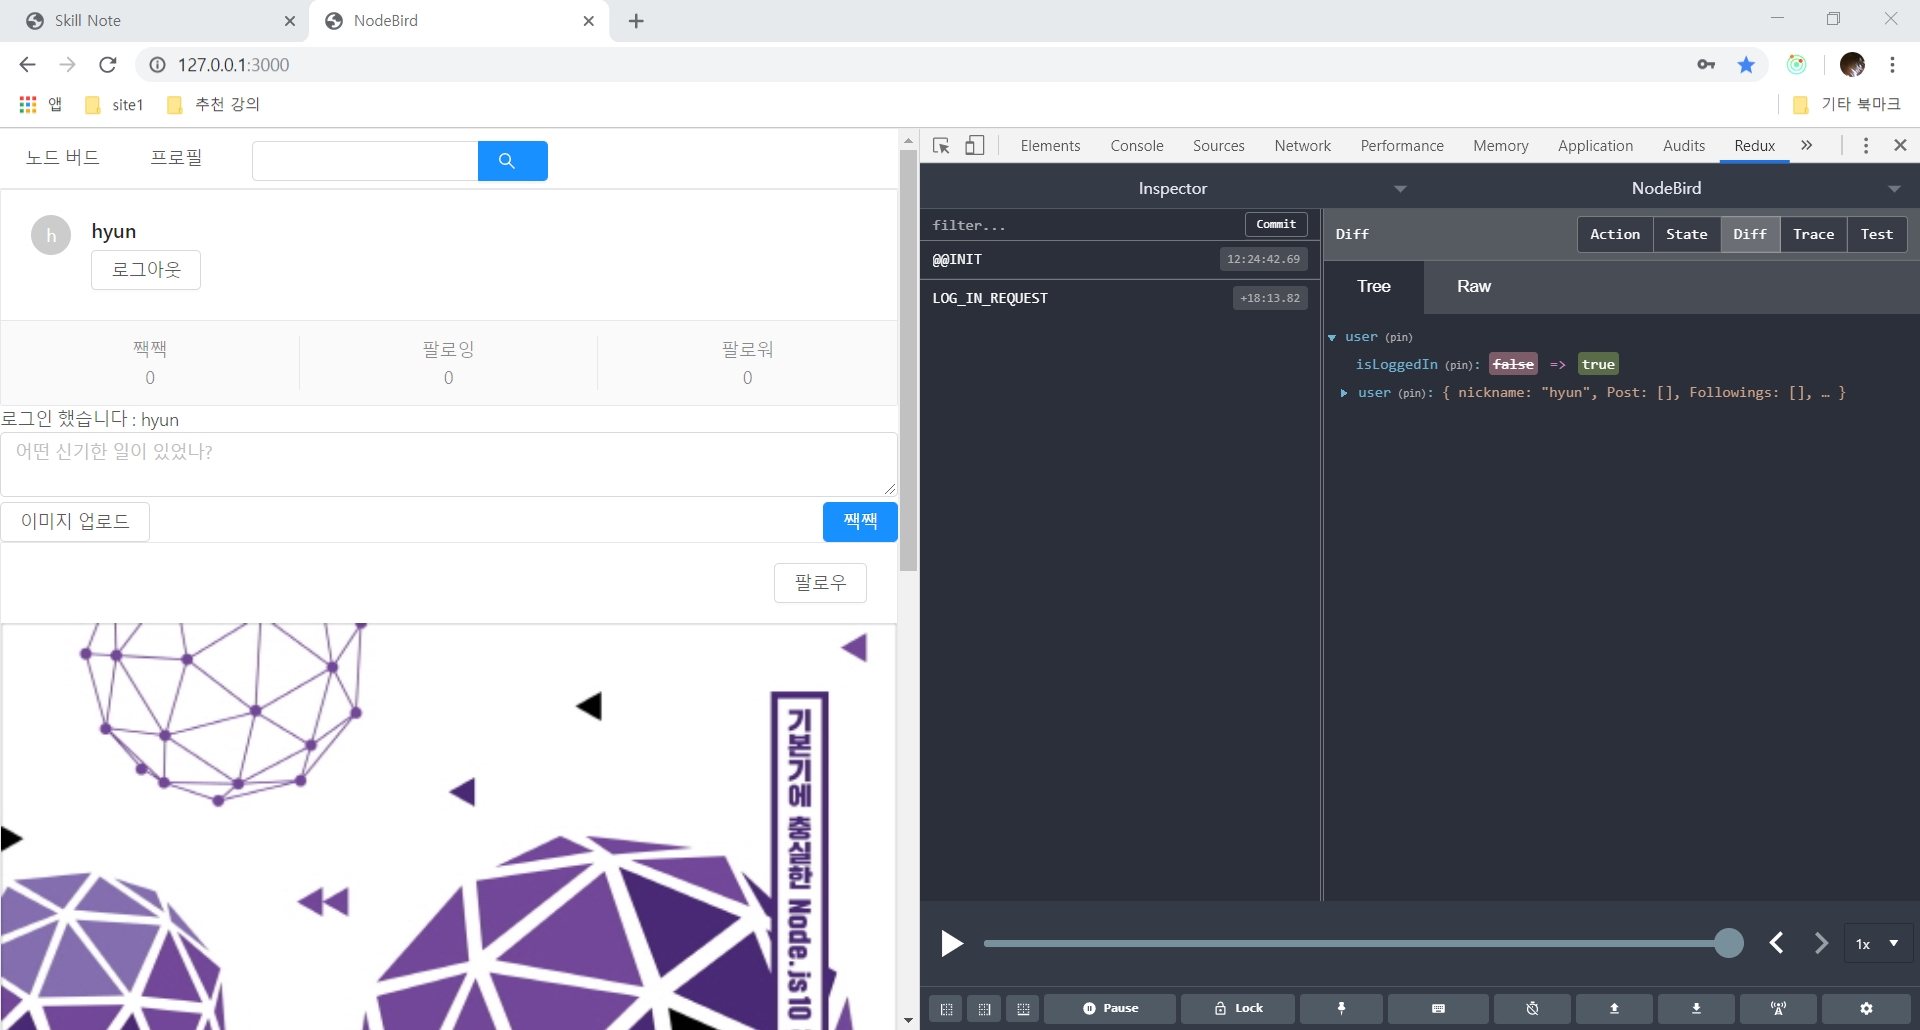 Skill Note
NodeBird
127.0.0.1:3000
앱
site1
추천 강의
기타 북마크
노드 버드
프로필
h
hyun
로그아웃
짹짹
팔로잉
팔로워
0
0
0
로그인 했습니다 : hyun
어떤 신기한 일이 있었나?
이미지 업로드
짹짹
팔로우
기본기에 충실한 Node.js10
Elements Console Sources Network Performance Memory Application Audits Redux
Inspector
NodeBird
filter...
Commit
@@INIT
12:24:42.69
LOG_IN_REQUEST
+18:13.82
Diff
Action State Diff Trace Test
Tree
Raw
user (pin)
isLoggedIn (pin): false => true
user (pin): { nickname: "hyun", Post: [], Followings: [], … }
1x
Pause
Lock